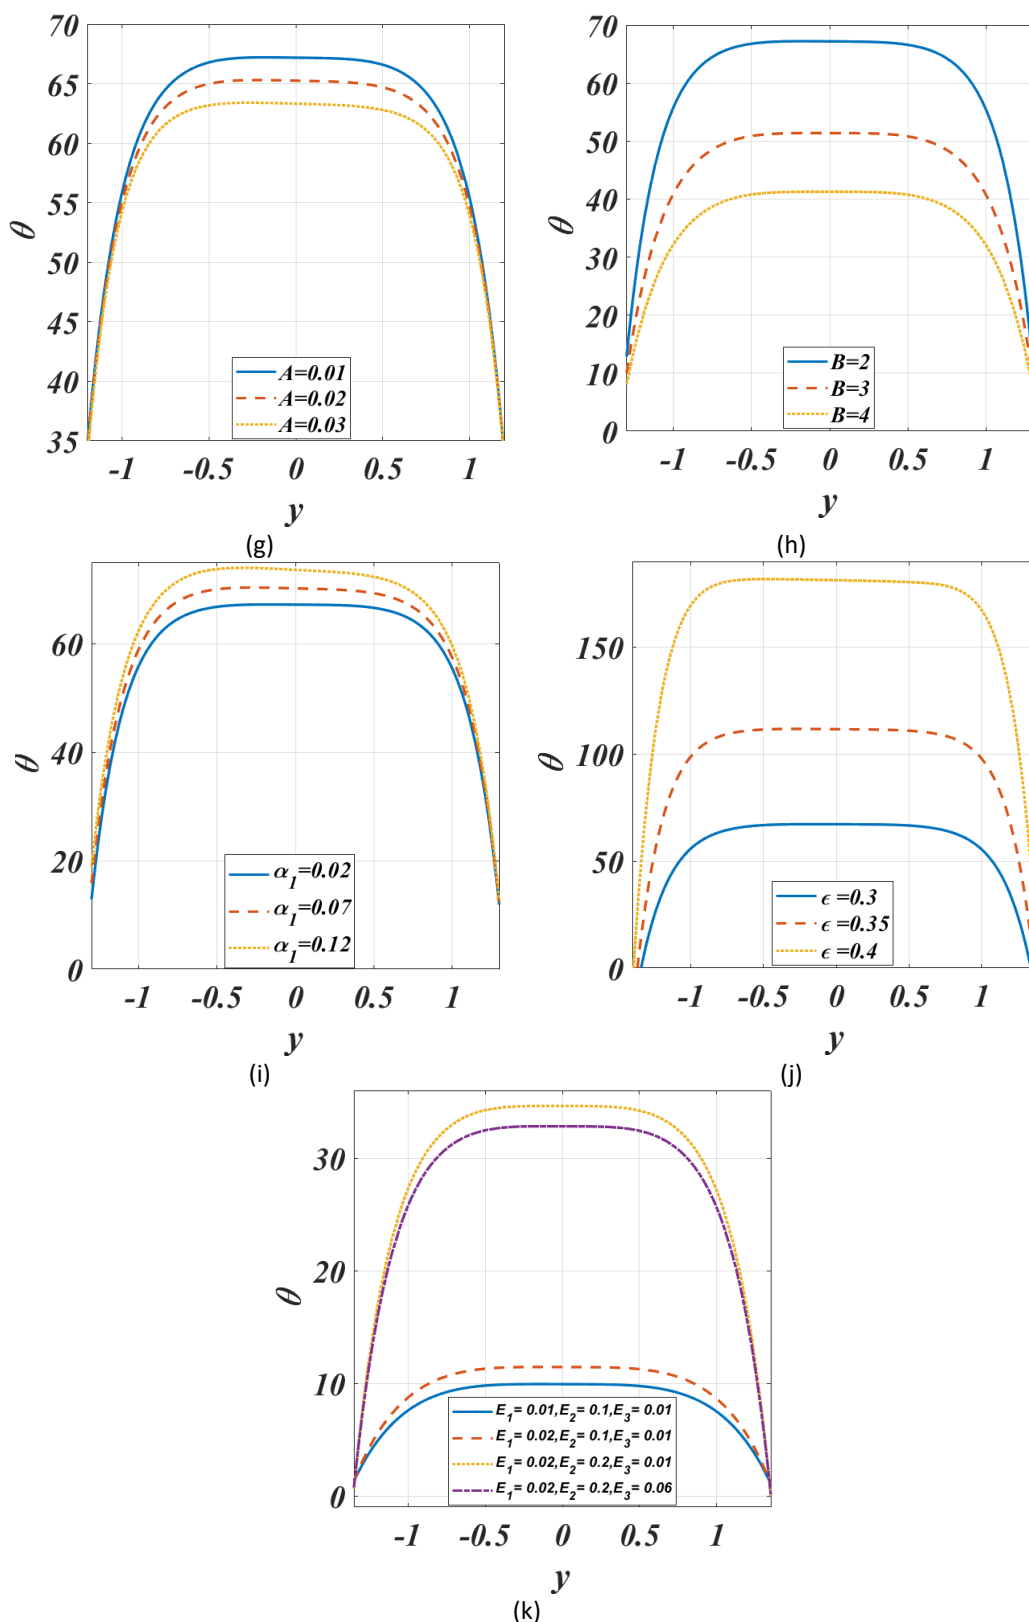 70
65
60
55
50
45
40
35
θ
A=0.01
A=0.02
A=0.03
-1 -0.5 0 0.5 1
y
(g)
70
60
50
40
30
20
10
0
θ
B=2
B=3
B=4
-1 -0.5 0 0.5 1
y
(h)
60
40
20
0
θ
α1=0.02
α1=0.07
α1=0.12
-1 -0.5 0 0.5 1
y
(i)
150
100
50
0
θ
ϵ =0.3
ϵ =0.35
ϵ =0.4
-1 -0.5 0 0.5 1
y
(j)
30
20
10
0
θ
E1= 0.01,E2= 0.1,E3= 0.01
E1= 0.02,E2= 0.1,E3= 0.01
E1= 0.02,E2= 0.2,E3= 0.01
E1= 0.02,E2= 0.2,E3= 0.06
-1 -0.5 0 0.5 1
y
(k)